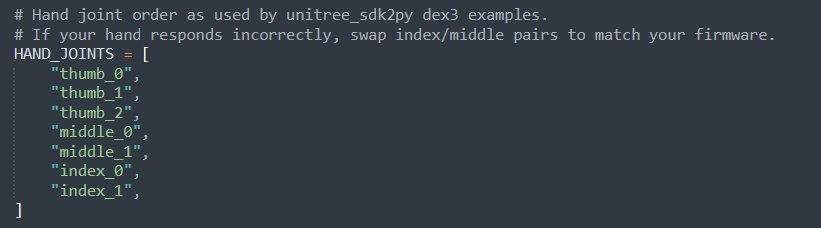 # Hand joint order as used by unitree_sdk2py dex3 examples.
# If your hand responds incorrectly, swap index/middle pairs to match your firmware.
HAND_JOINTS = [
"thumb_0",
"thumb_1",
"thumb_2",
"middle_0",
"middle_1",
"index_0",
"index_1",
]